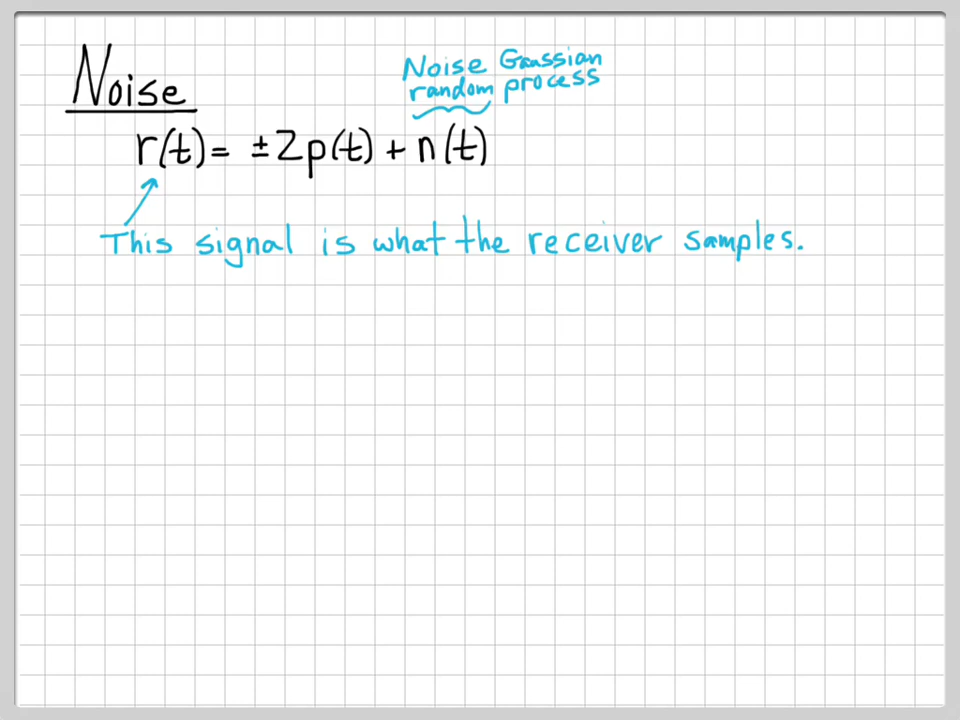 Noise
Noise Gaussian
random process
r(t) = ±2p(t) + n(t)
This signal is what the receiver samples.